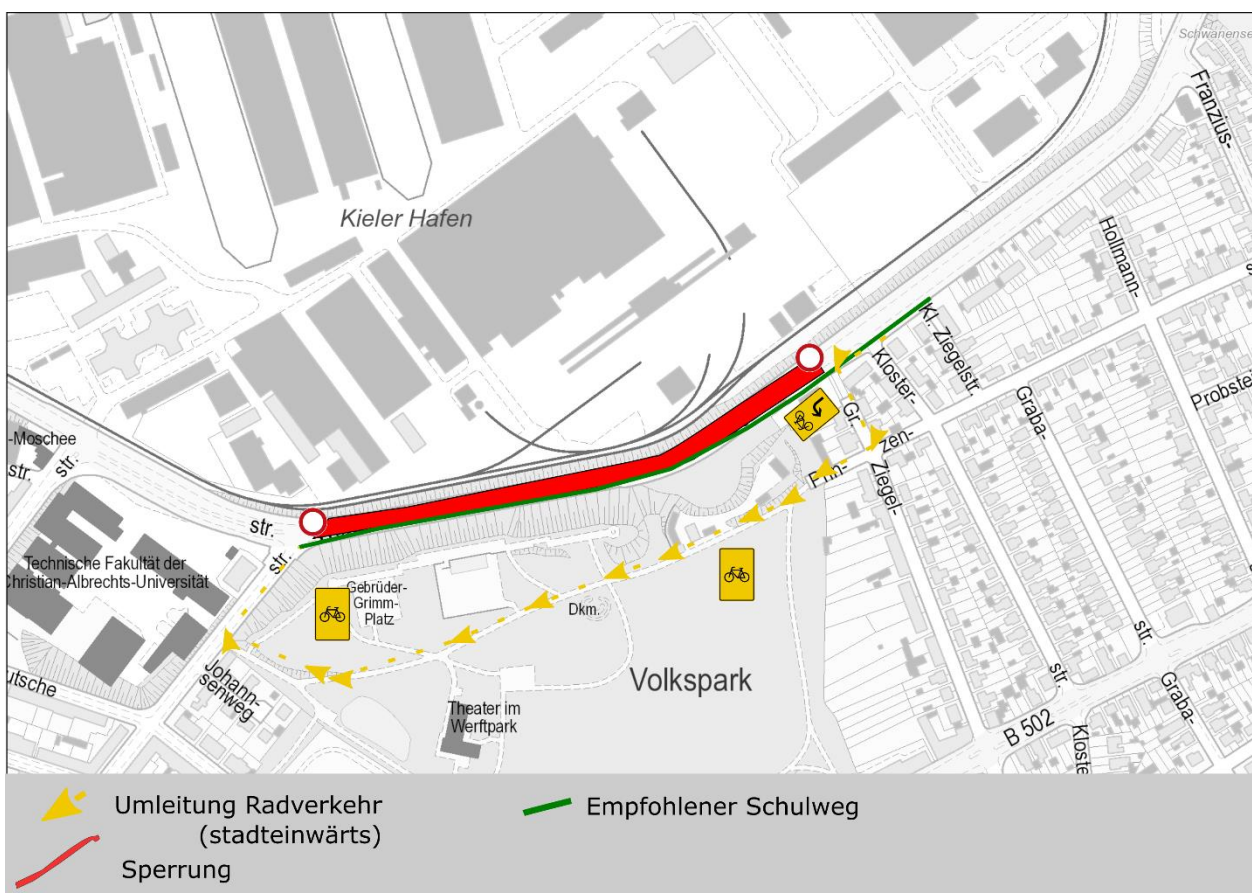 Schwanense
Franzius-
Kieler Hafen
Hollmann-
s
Kl. Ziegelstr.
Kloster-
Graba-
Probstei
-Moschee
str.
str.
Gr.
zen-
Ziegel-
str.
str.
Technische Fakultät der
Christian-Albrechts-Universität
Gebrüder-
Grimm-
Platz
Dkm.
Volkspark
Johann-
senweg
utsche
Theater im
Werftpark
str.
str.
Graba-
B 502
Kloste
Umleitung Radverkehr
(stadteinwärts)
Empfohlener Schulweg
Sperrung